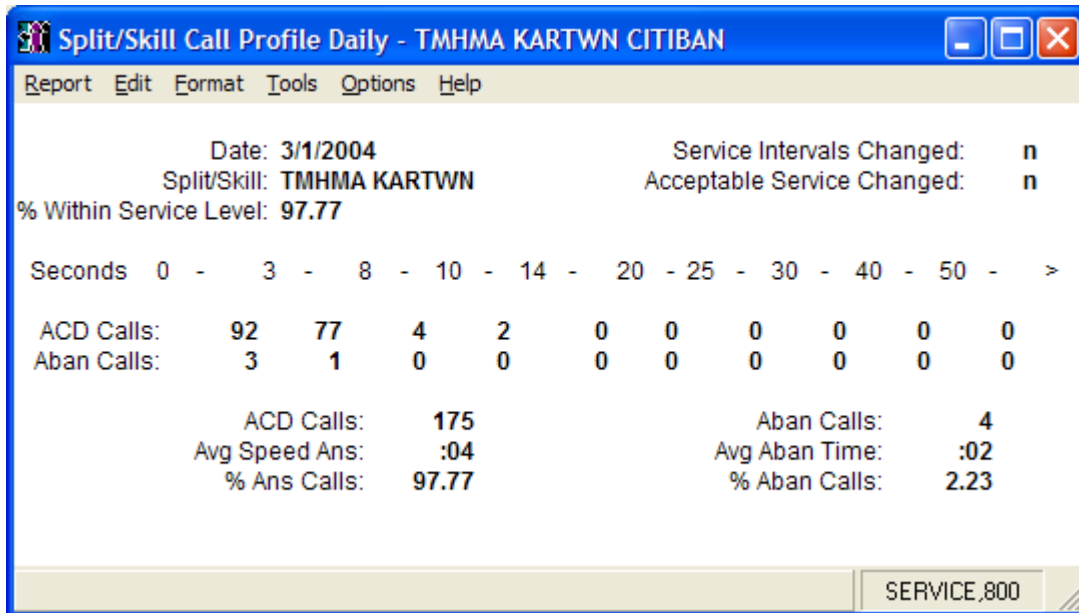 Split/Skill Call Profile Daily - TMHMA KARTWN CITIBAN
Report Edit Format Tools Options Help
Date: 3/1/2004 Service Intervals Changed: n
Split/Skill: TMHMA KARTWN Acceptable Service Changed: n
% Within Service Level: 97.77
Seconds 0 - 3 - 8 - 10 - 14 - 20 - 25 - 30 - 40 - 50 - >
ACD Calls: 92 77 4 2 0 0 0 0 0 0
Aban Calls: 3 1 0 0 0 0 0 0 0 0
ACD Calls: 175 Aban Calls: 4
Avg Speed Ans: :04 Avg Aban Time: :02
% Ans Calls: 97.77 % Aban Calls: 2.23
SERVICE,800